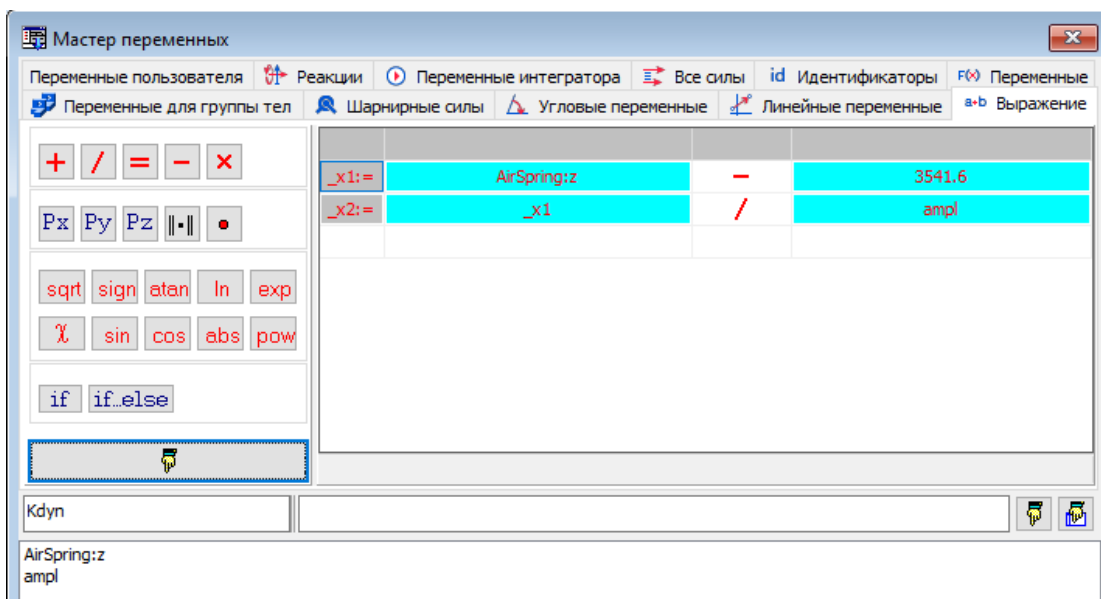 Мастер переменных
Переменные пользователя Реакции Переменные интегратора Все силы id Идентификаторы F(x) Переменные
Переменные для группы тел Шарнирные силы Угловые переменные Линейные переменные a+b Выражение
+ / = − ×
_x1:= AirSpring:z − 3541.6
_x2:= _x1 / ampl
Px Py Pz ‖•‖ •
sqrt sign atan ln exp
χ sin cos abs pow
if if…else
Kdyn
AirSpring:z
ampl